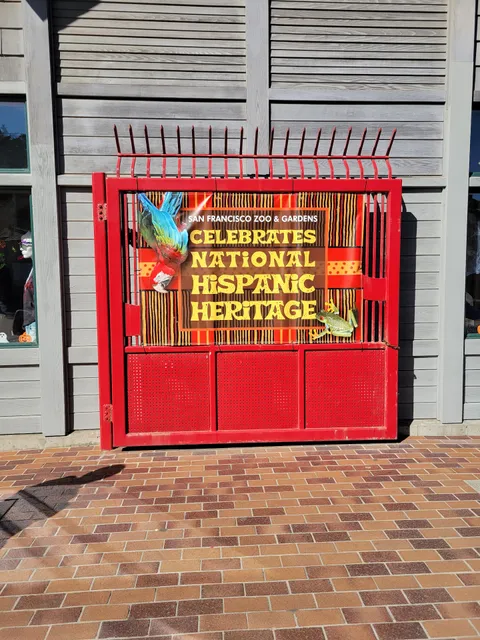 SAN FRANCISCO ZOO & GARDENS
CELEBRATES
NATiONAL
HiSPANiC
HERiTAGE